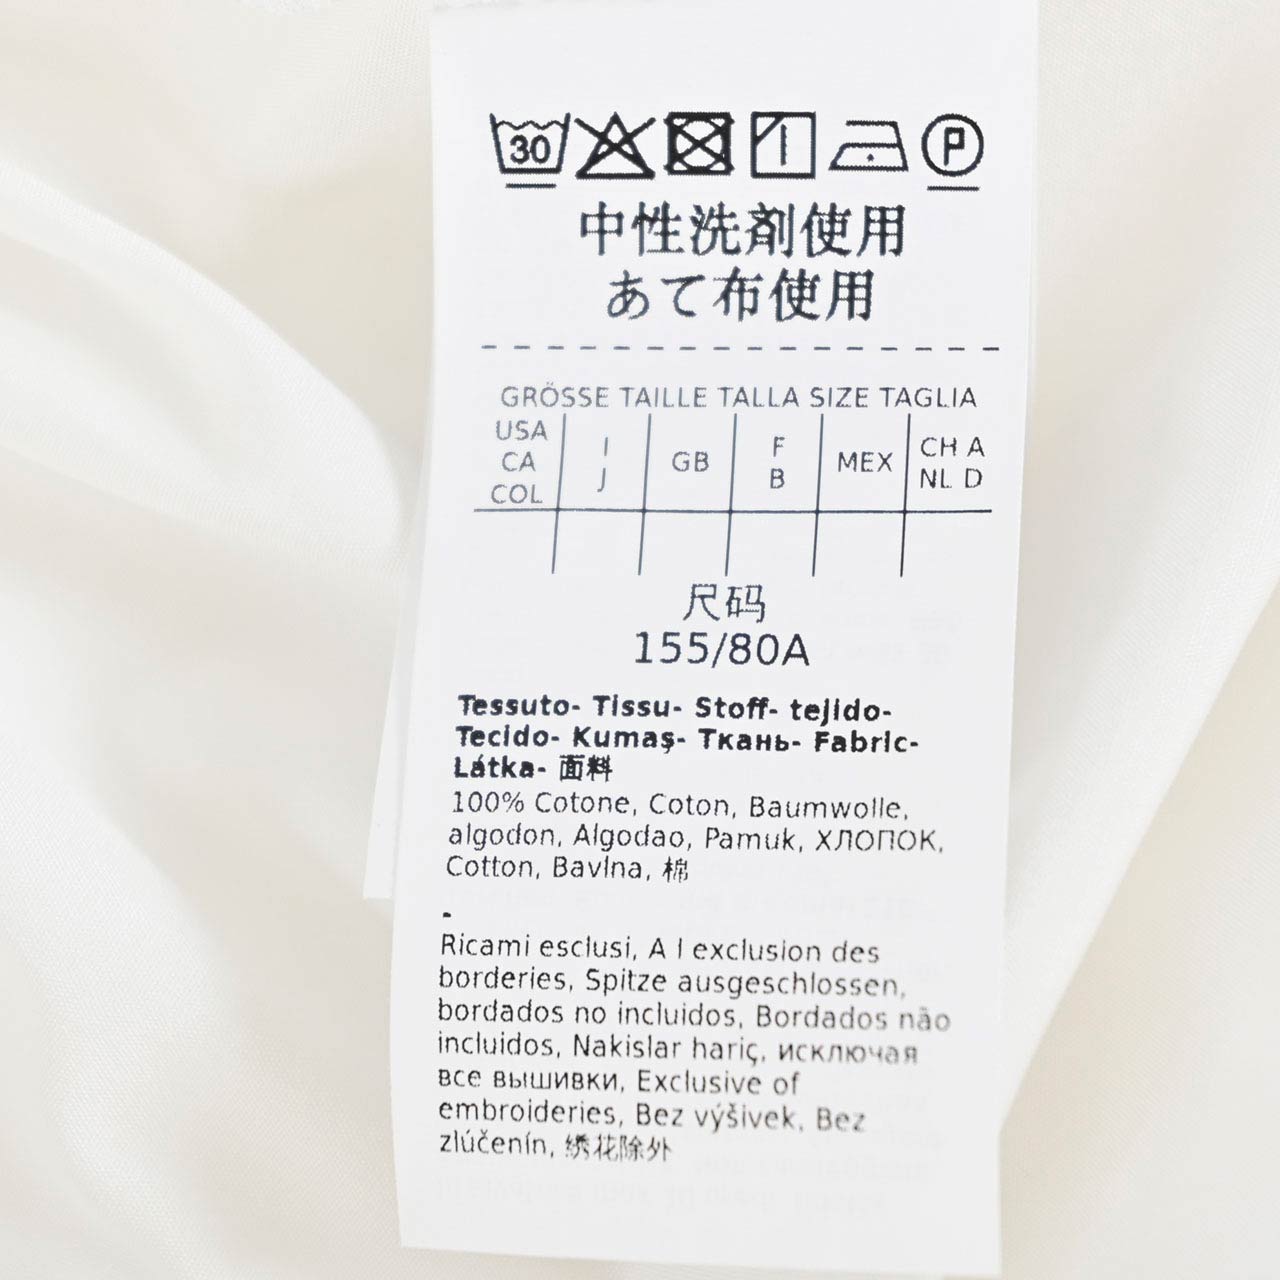 30 P
中性洗剤使用
あて布使用
GRÖSSE TAILLE TALLA SIZE TAGLIA
USA CA COL
I J
GB
F B
MEX
CH A NL D
尺码
155/80A
Tessuto- Tissu- Stoff- tejido-
Tecido- Kumaş- Ткань- Fabric-
Látka- 面料
100% Cotone, Coton, Baumwolle,
algodon, Algodao, Pamuk, ХЛОПОК,
Cotton, Bavlna, 棉
-
Ricami esclusi, A l exclusion des
borderies, Spitze ausgeschlossen,
bordados no incluidos, Bordados não
incluidos, Nakislar hariç, исключая
все вышивки, Exclusive of
embroideries, Bez výšivek, Bez
zlúčenín, 绣花除外